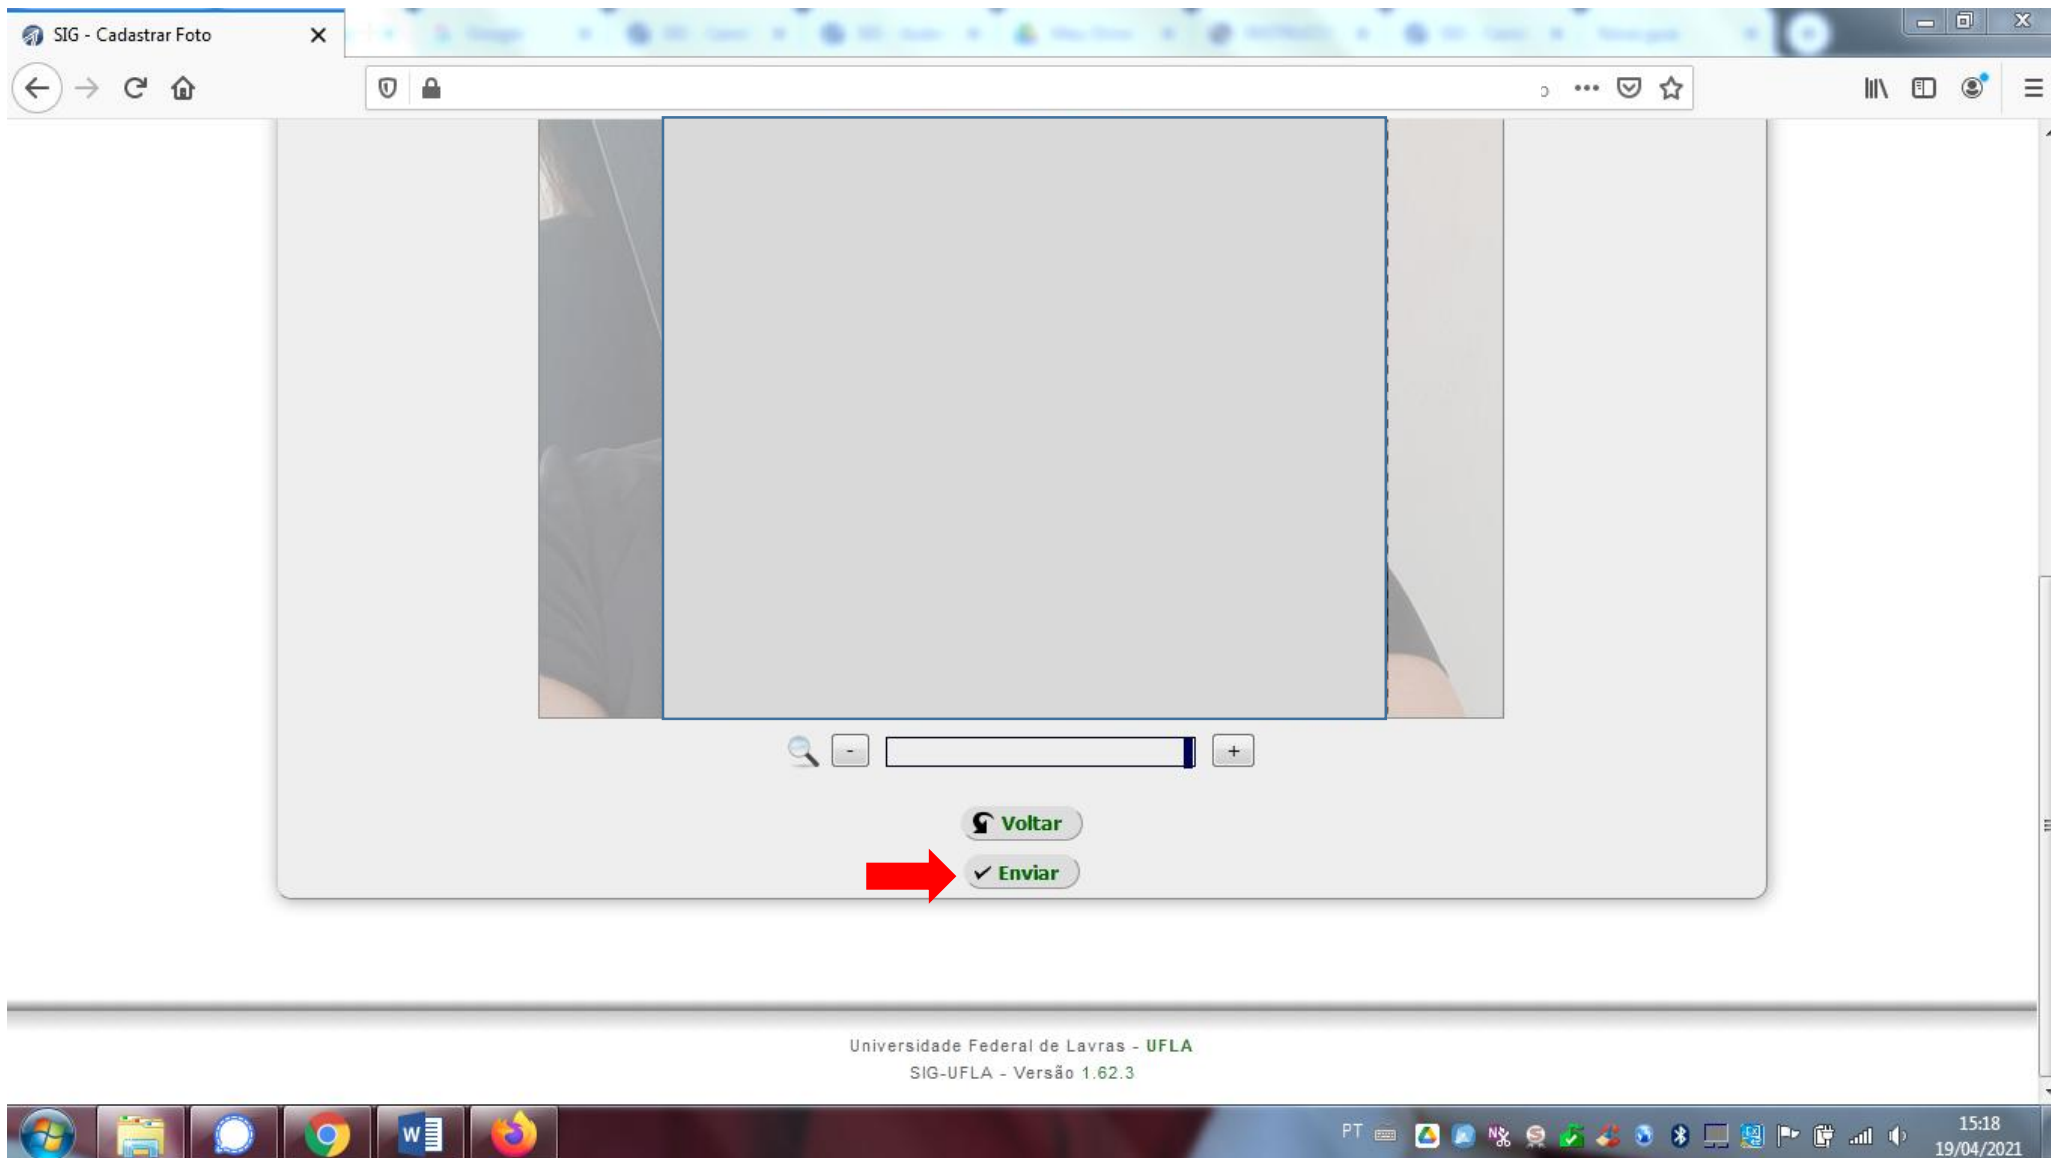 SIG - Cadastrar Foto
-
+
Voltar
Enviar
Universidade Federal de Lavras - UFLA
SIG-UFLA - Versão 1.62.3
PT
15:18
19/04/2021